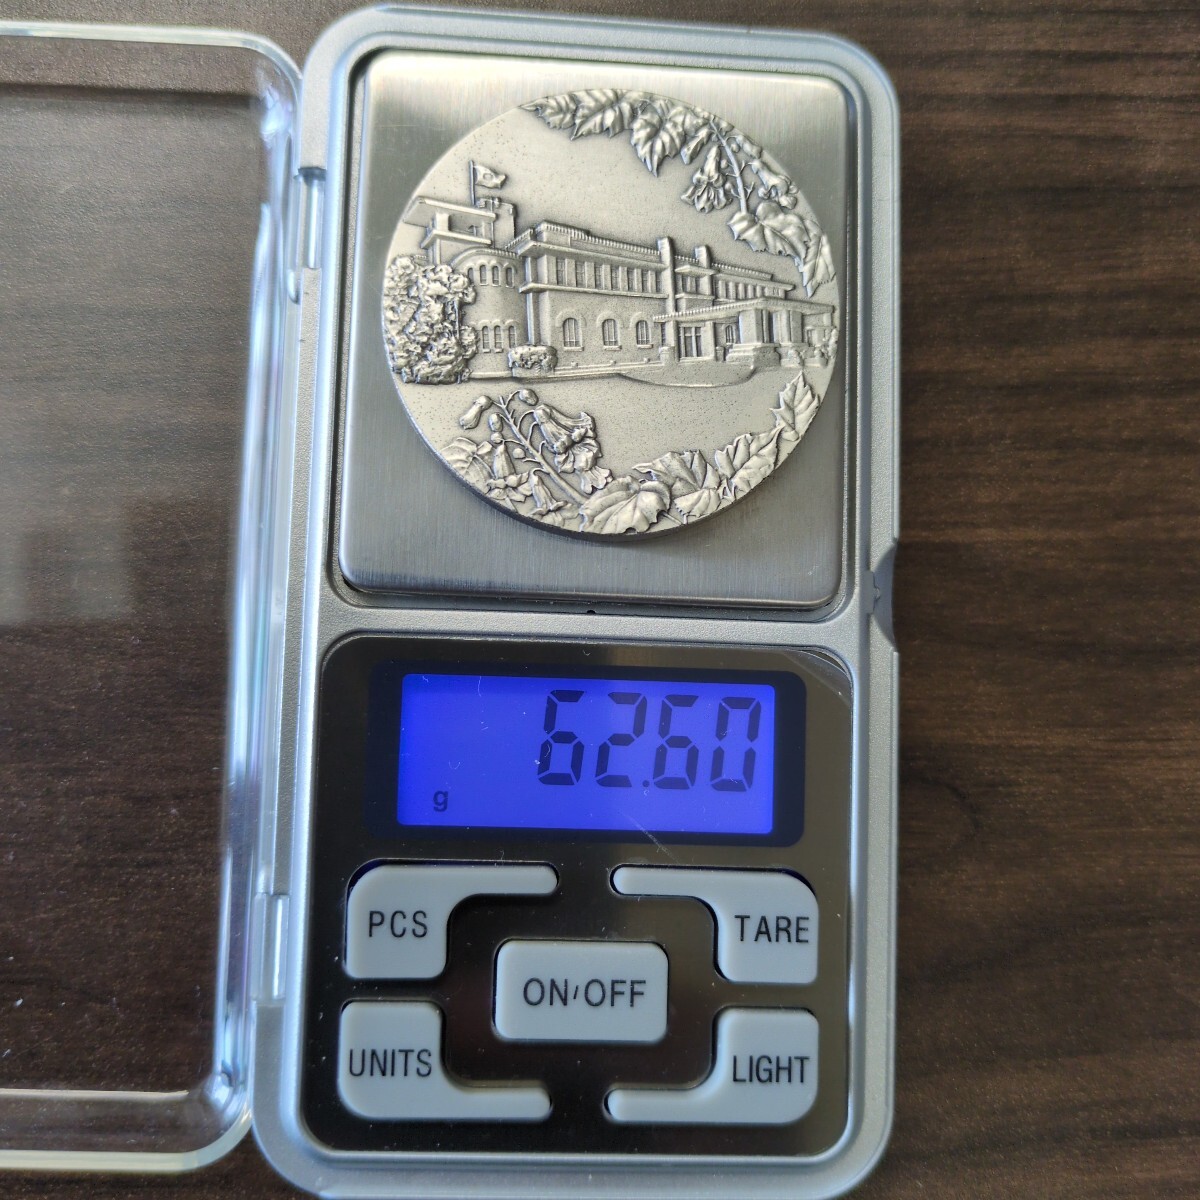 62.60
g
PCS
TARE
ON/OFF
UNITS
LIGHT